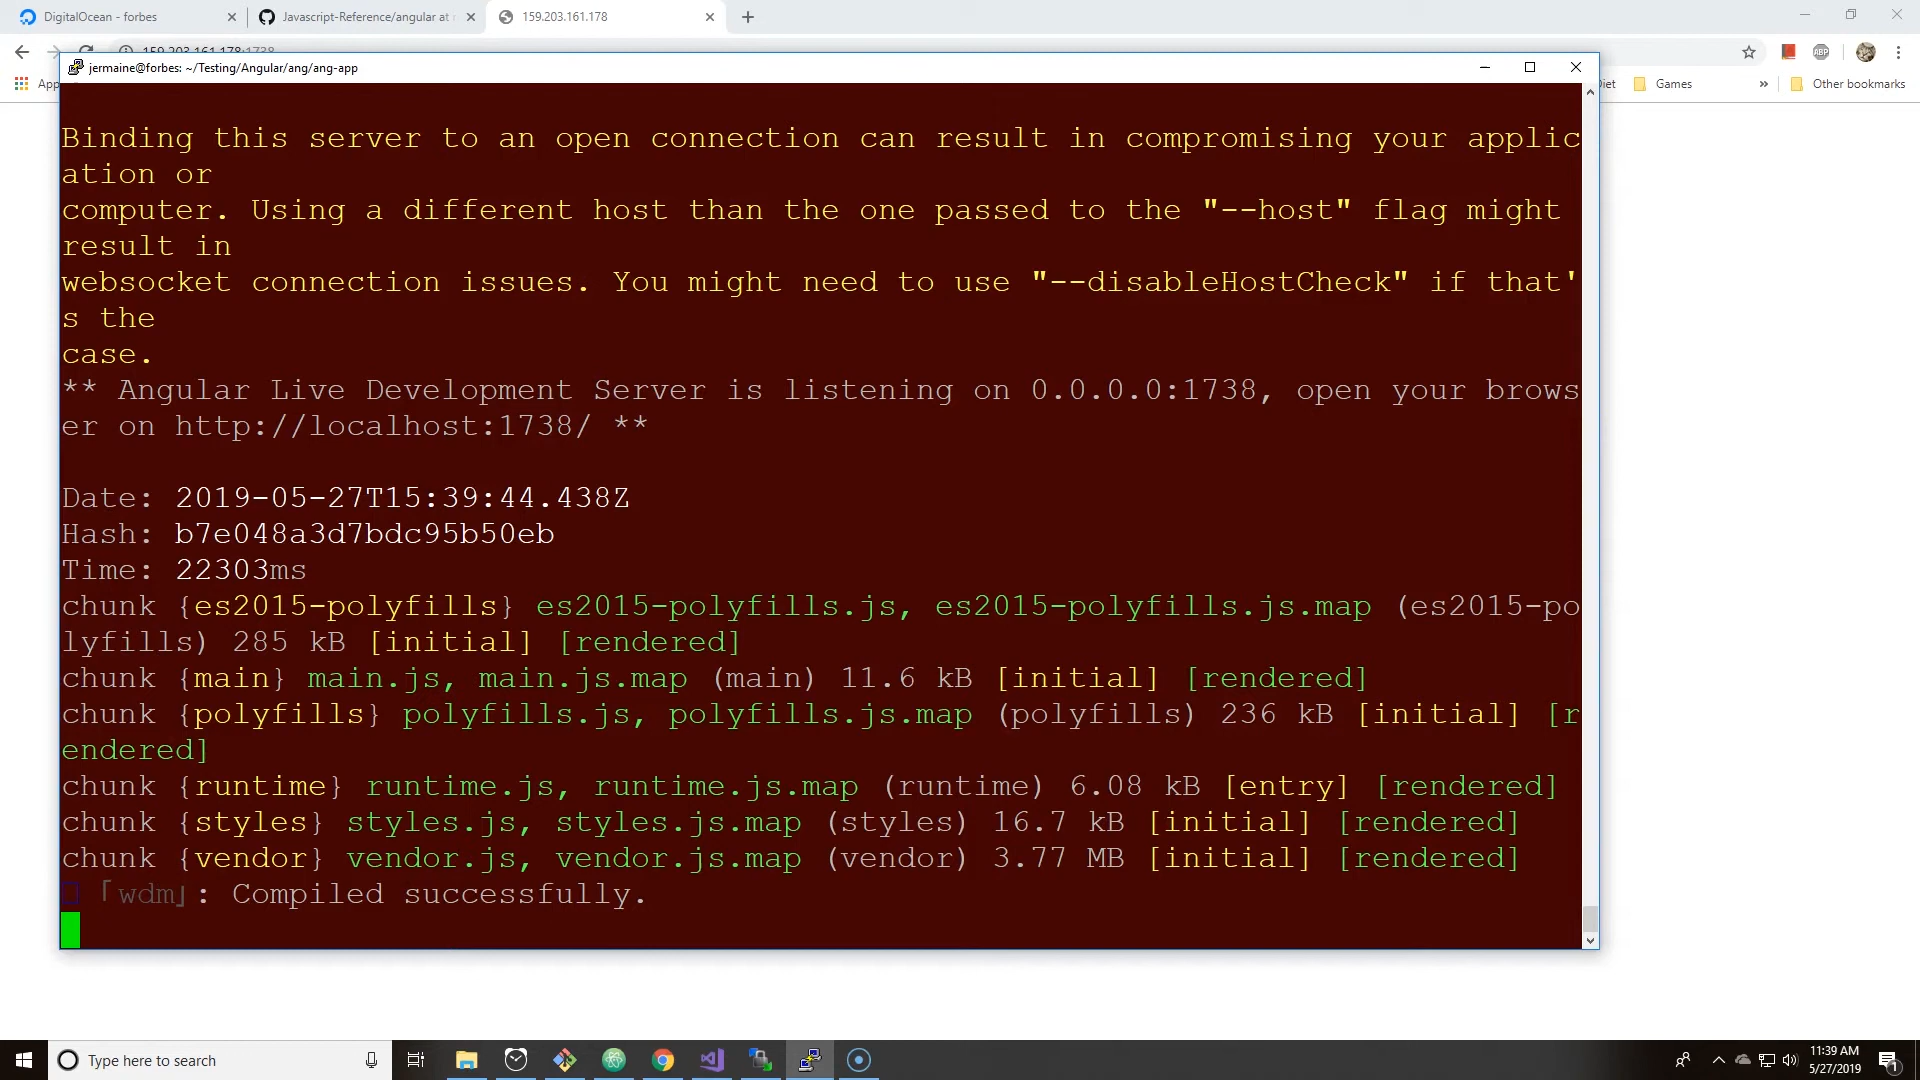 DigitalOcean - forbes
Javascript-Reference/angular at
159.203.161.178
159.203.161.178:1738
jermaine@forbes: ~/Testing/Angular/ang/ang-app
Games
»
Other bookmarks
ABP
Binding this server to an open connection can result in compromising your applic
ation or
computer. Using a different host than the one passed to the "--host" flag might
result in
websocket connection issues. You might need to use "--disableHostCheck" if that'
s the
case.
** Angular Live Development Server is listening on 0.0.0.0:1738, open your brows
er on http://localhost:1738/ **
Date: 2019-05-27T15:39:44.438Z
Hash: b7e048a3d7bdc95b50eb
Time: 22303ms
chunk {es2015-polyfills} es2015-polyfills.js, es2015-polyfills.js.map (es2015-po
lyfills) 285 kB [initial] [rendered]
chunk {main} main.js, main.js.map (main) 11.6 kB [initial] [rendered]
chunk {polyfills} polyfills.js, polyfills.js.map (polyfills) 236 kB [initial] [r
endered]
chunk {runtime} runtime.js, runtime.js.map (runtime) 6.08 kB [entry] [rendered]
chunk {styles} styles.js, styles.js.map (styles) 16.7 kB [initial] [rendered]
chunk {vendor} vendor.js, vendor.js.map (vendor) 3.77 MB [initial] [rendered]
「wdm」: Compiled successfully.
Type here to search
11:39 AM
5/27/2019
1